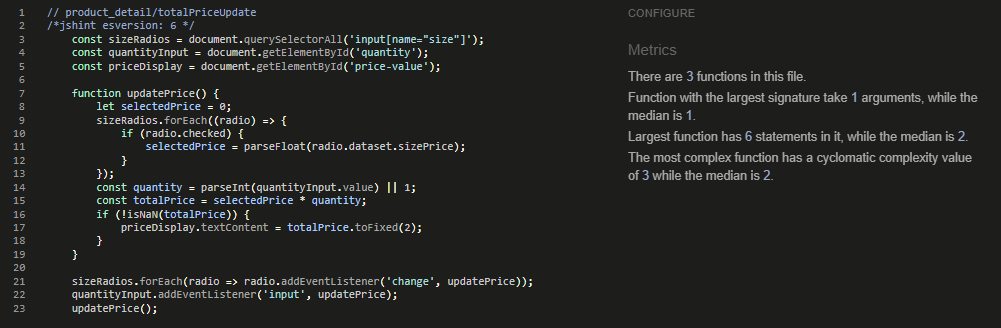 1 // product_detail/totalPriceUpdate
2 /*jshint esversion: 6 */
3 const sizeRadios = document.querySelectorAll('input[name="size"]');
4 const quantityInput = document.getElementById('quantity');
5 const priceDisplay = document.getElementById('price-value');
6
7 function updatePrice() {
8 let selectedPrice = 0;
9 sizeRadios.forEach((radio) => {
10 if (radio.checked) {
11 selectedPrice = parseFloat(radio.dataset.sizePrice);
12 }
13 });
14 const quantity = parseInt(quantityInput.value) || 1;
15 const totalPrice = selectedPrice * quantity;
16 if (!isNaN(totalPrice)) {
17 priceDisplay.textContent = totalPrice.toFixed(2);
18 }
19 }
20
21 sizeRadios.forEach(radio => radio.addEventListener('change', updatePrice));
22 quantityInput.addEventListener('input', updatePrice);
23 updatePrice();
CONFIGURE
Metrics
There are 3 functions in this file.
Function with the largest signature take 1 arguments, while the
median is 1.
Largest function has 6 statements in it, while the median is 2.
The most complex function has a cyclomatic complexity value
of 3 while the median is 2.